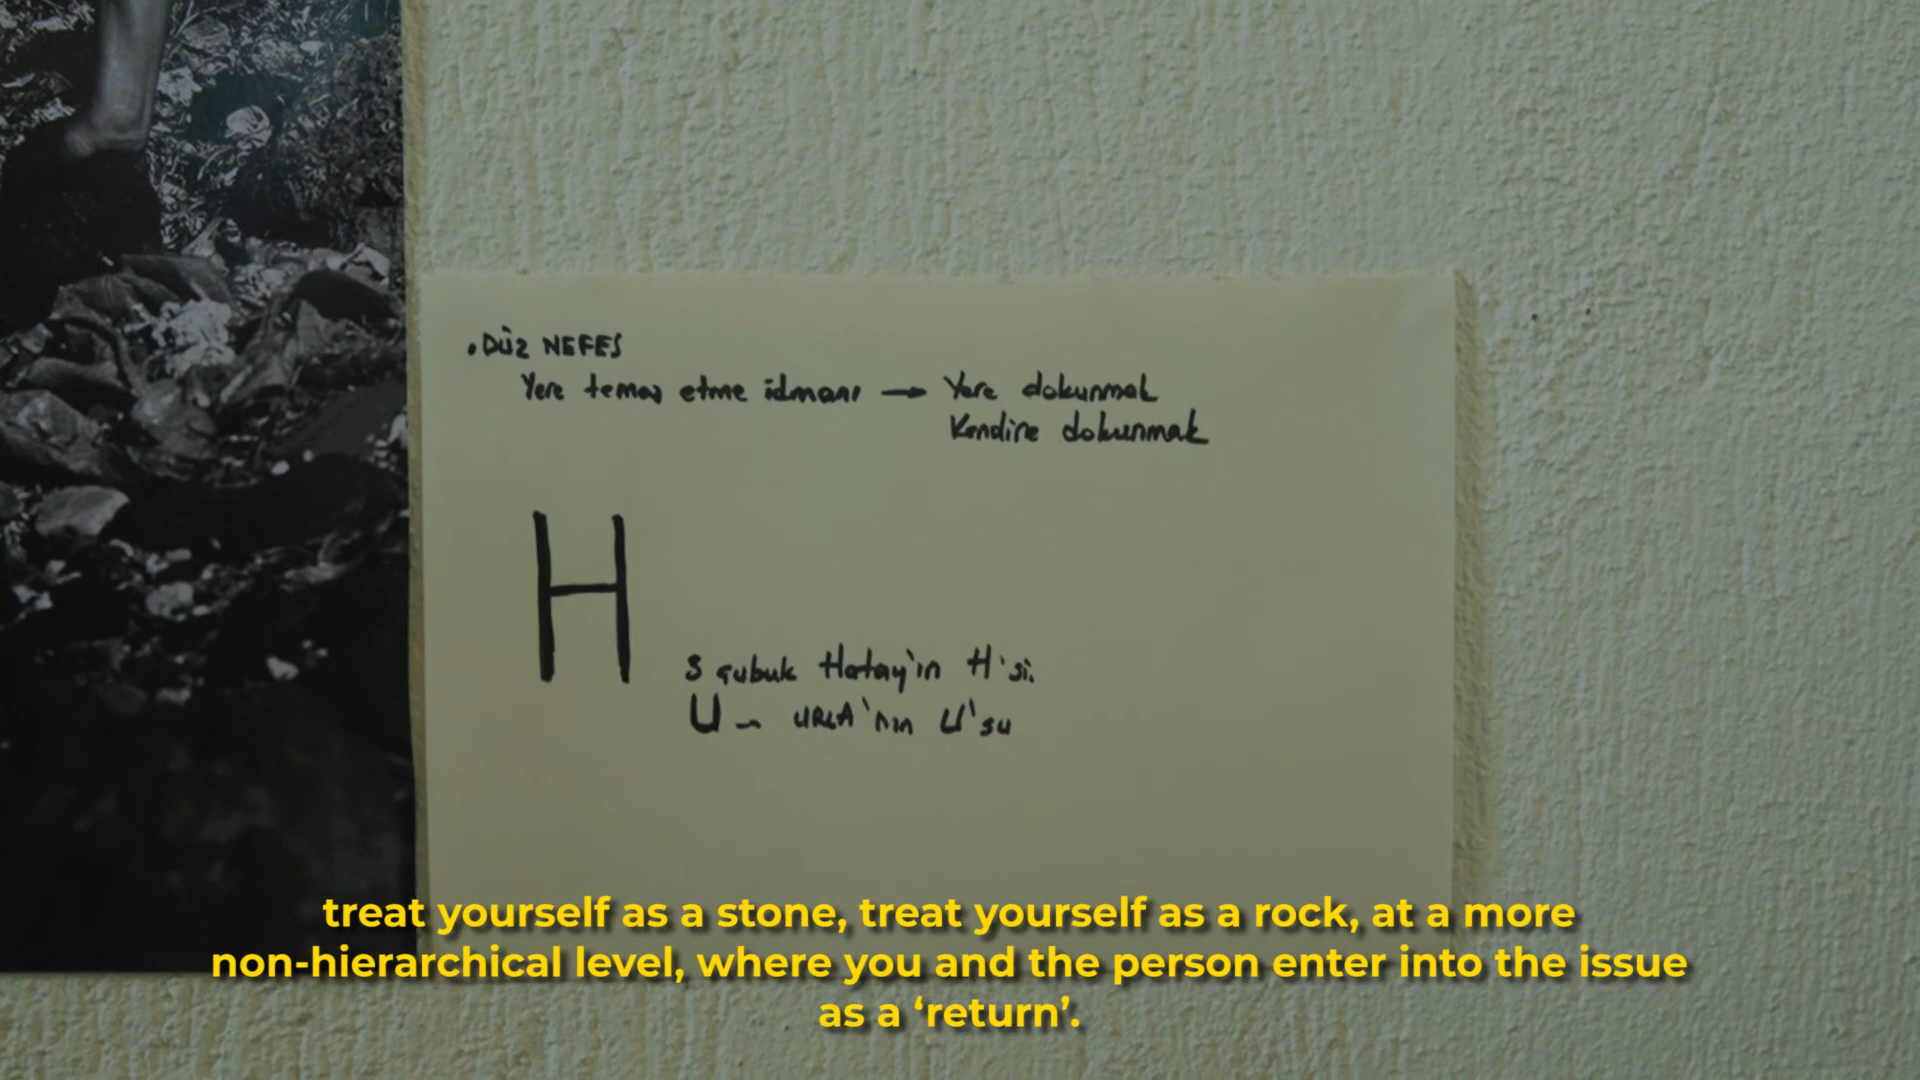 . DÜZ NEFES
Yere temas etme idmanı → Yere dokunmak
Kendine dokunmak
H
3 çubuk Hatay'ın H'si.
U – URLA'nın U'su
treat yourself as a stone, treat yourself as a rock, at a more
non-hierarchical level, where you and the person enter into the issue
as a ‘return’.